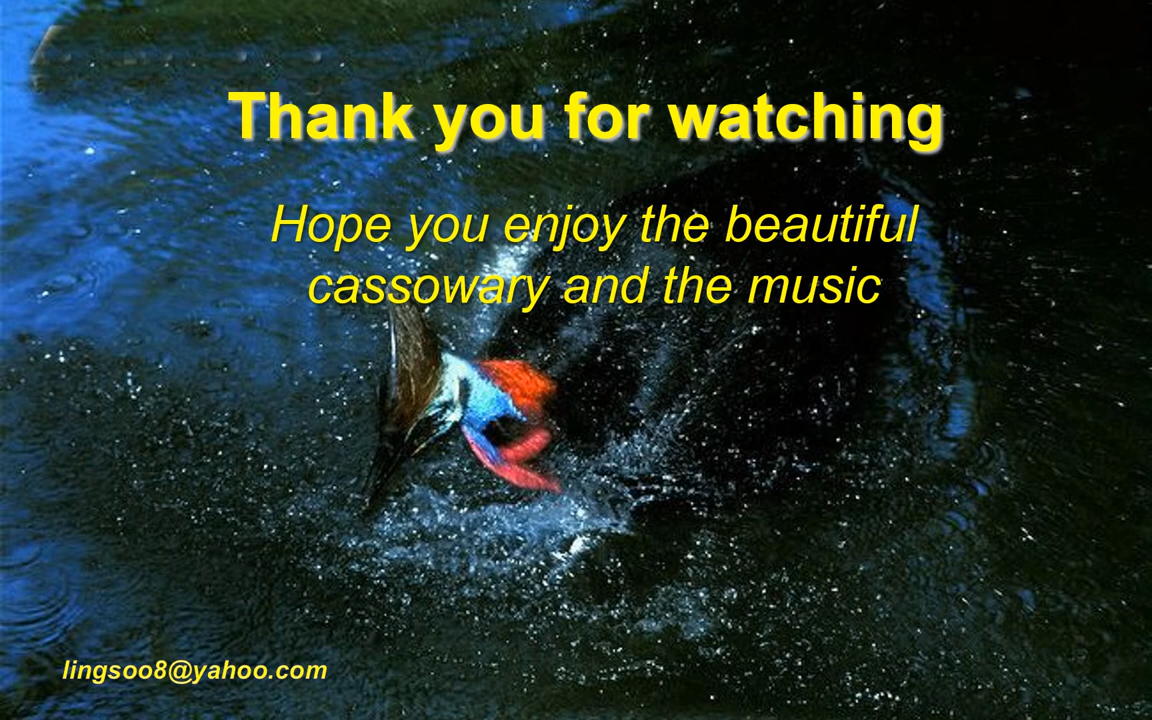 Thank you for watching
Hope you enjoy the beautiful
cassowary and the music
lingsoo8@yahoo.com